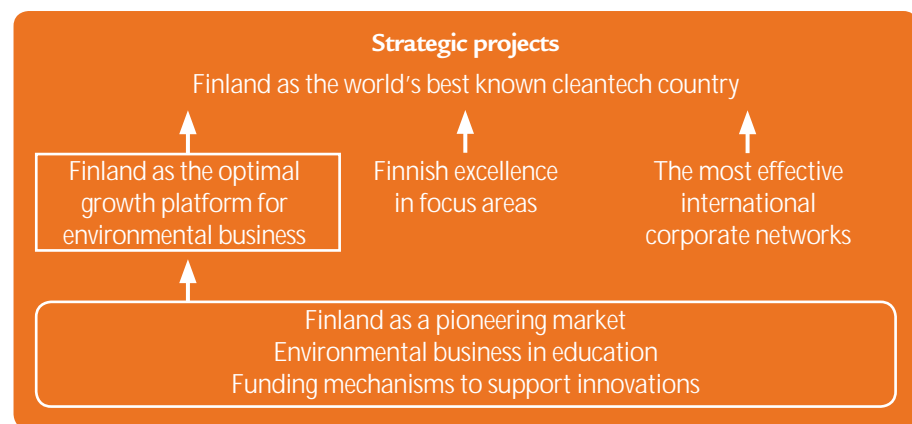 Strategic projects
Finland as the world's best known cleantech country
Finland as the optimal
growth platform for
environmental business
Finnish excellence
in focus areas
The most effective
international
corporate networks
Finland as a pioneering market
Environmental business in education
Funding mechanisms to support innovations